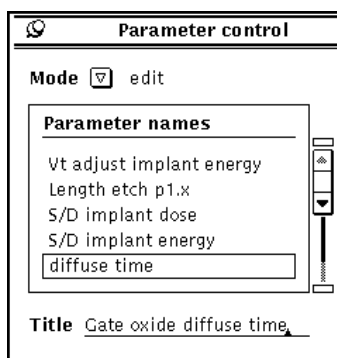 Parameter control
Mode edit
Parameter names
Vt adjust implant energy
Length etch p1.x
S/D implant dose
S/D implant energy
diffuse time
Title Gate oxide diffuse time